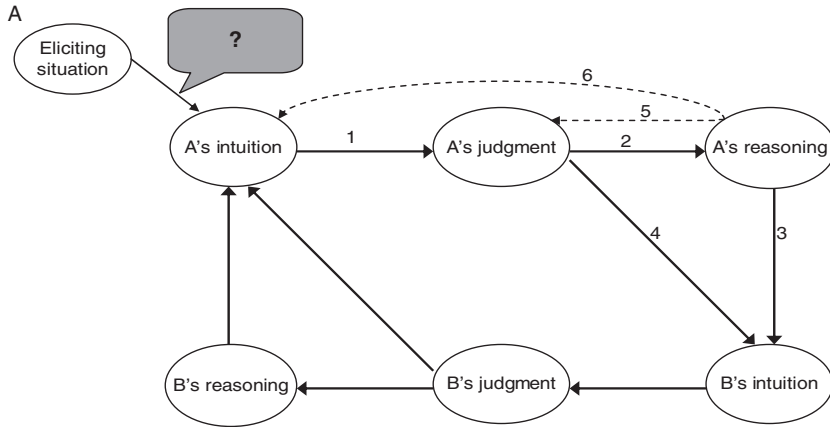 A
Eliciting
situation
?
6
5
A's intuition
1
A's judgment
2
A's reasoning
4
3
B's reasoning
B's judgment
B's intuition